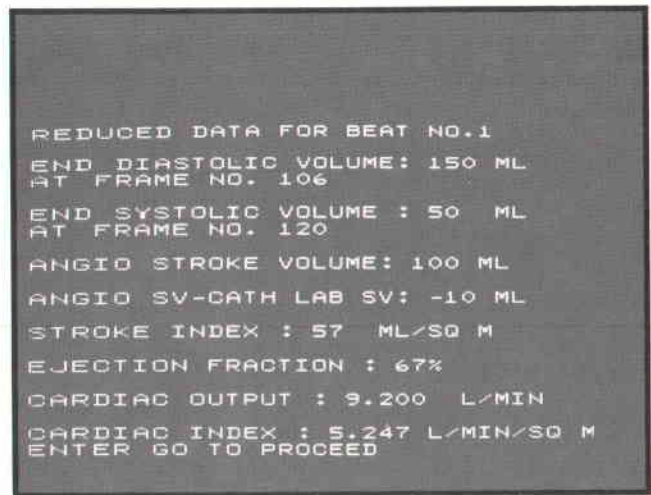 REDUCED DATA FOR BEAT NO.1
END DIASTOLIC VOLUME: 150 ML
AT FRAME NO. 106
END SYSTOLIC VOLUME : 50 ML
AT FRAME NO. 120
ANGIO STROKE VOLUME: 100 ML
ANGIO SV-CATH LAB SV: -10 ML
STROKE INDEX : 57 ML/SQ M
EJECTION FRACTION : 67%
CARDIAC OUTPUT : 9.200 L/MIN
CARDIAC INDEX : 5.247 L/MIN/SQ M
ENTER GO TO PROCEED